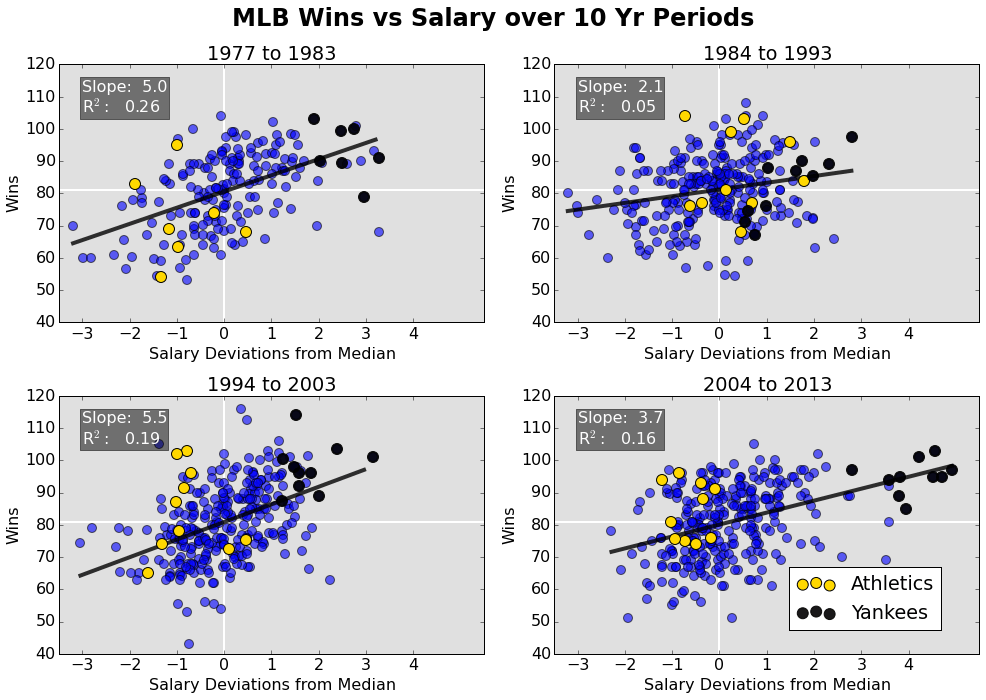 MLB Wins vs Salary over 10 Yr Periods
1977 to 1983
120
110
100
90
80
70
60
50
40
Wins
Slope: 5.0
R²: 0.26
−3 −2 −1 0 1 2 3 4
Salary Deviations from Median
1984 to 1993
120
110
100
90
80
70
60
50
40
Wins
Slope: 2.1
R²: 0.05
−3 −2 −1 0 1 2 3 4
Salary Deviations from Median
1994 to 2003
120
110
100
90
80
70
60
50
40
Wins
Slope: 5.5
R²: 0.19
−3 −2 −1 0 1 2 3 4
Salary Deviations from Median
2004 to 2013
120
110
100
90
80
70
60
50
40
Wins
Slope: 3.7
R²: 0.16
Athletics
Yankees
−3 −2 −1 0 1 2 3 4
Salary Deviations from Median